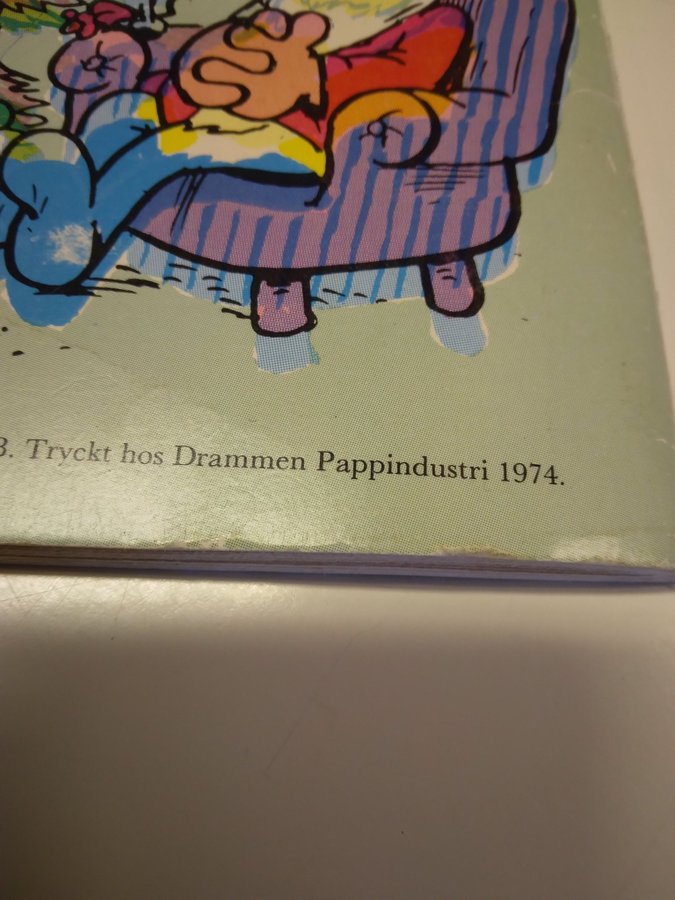 B. Tryckt hos Drammen Pappindustri 1974.